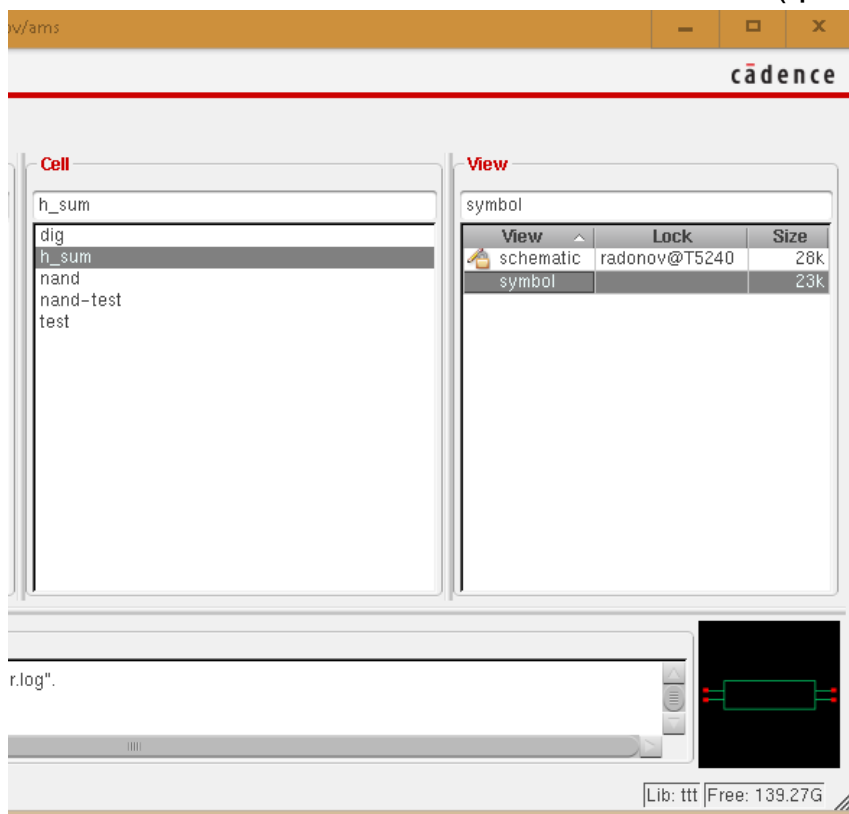 ov/ams
cādence
Cell
View
h_sum
symbol
dig
h_sum
nand
nand-test
test
View Lock Size
schematic radonov@T5240 28k
symbol 23k
r.log".
Lib: ttt Free: 139.27G